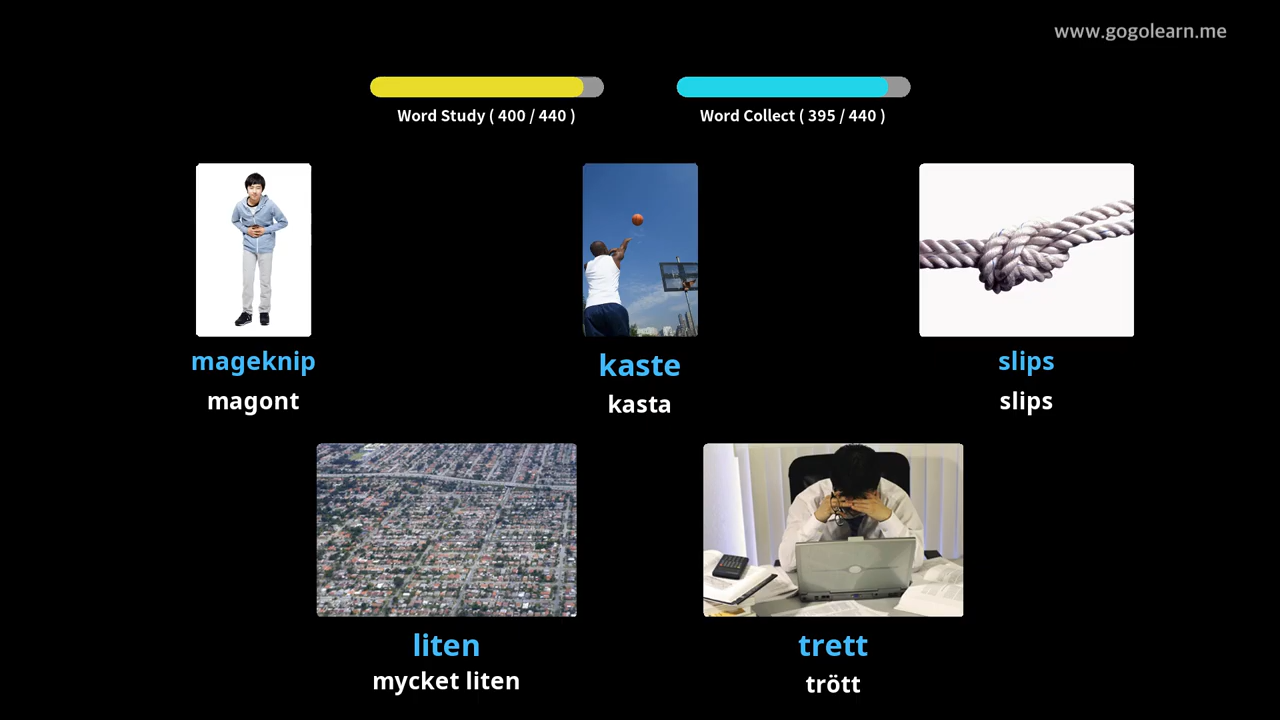 www.gogolearn.me
Word Study ( 400 / 440 )
Word Collect ( 395 / 440 )
mageknip
magont
kaste
kasta
slips
slips
liten
mycket liten
trett
trött